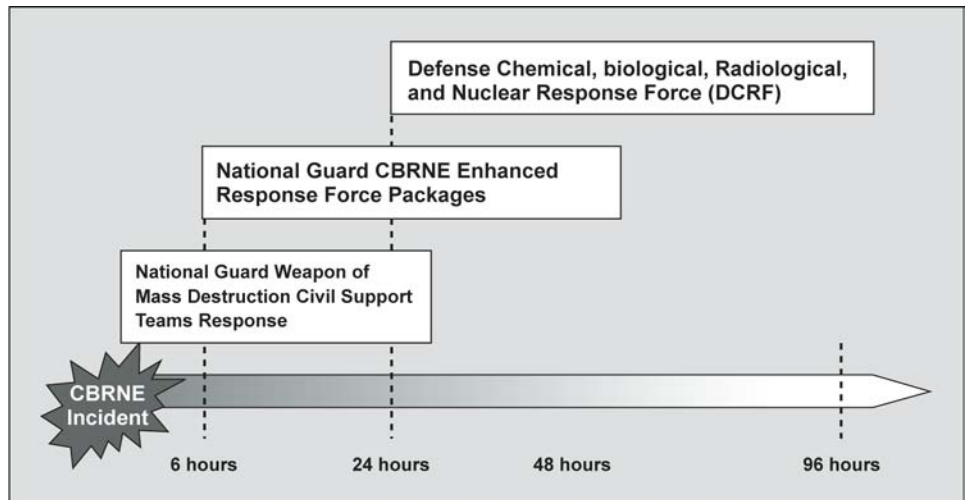 Defense Chemical, biological, Radiological,
and Nuclear Response Force (DCRF)
National Guard CBRNE Enhanced
Response Force Packages
National Guard Weapon of
Mass Destruction Civil Support
Teams Response
CBRNE
Incident
6 hours
24 hours
48 hours
96 hours